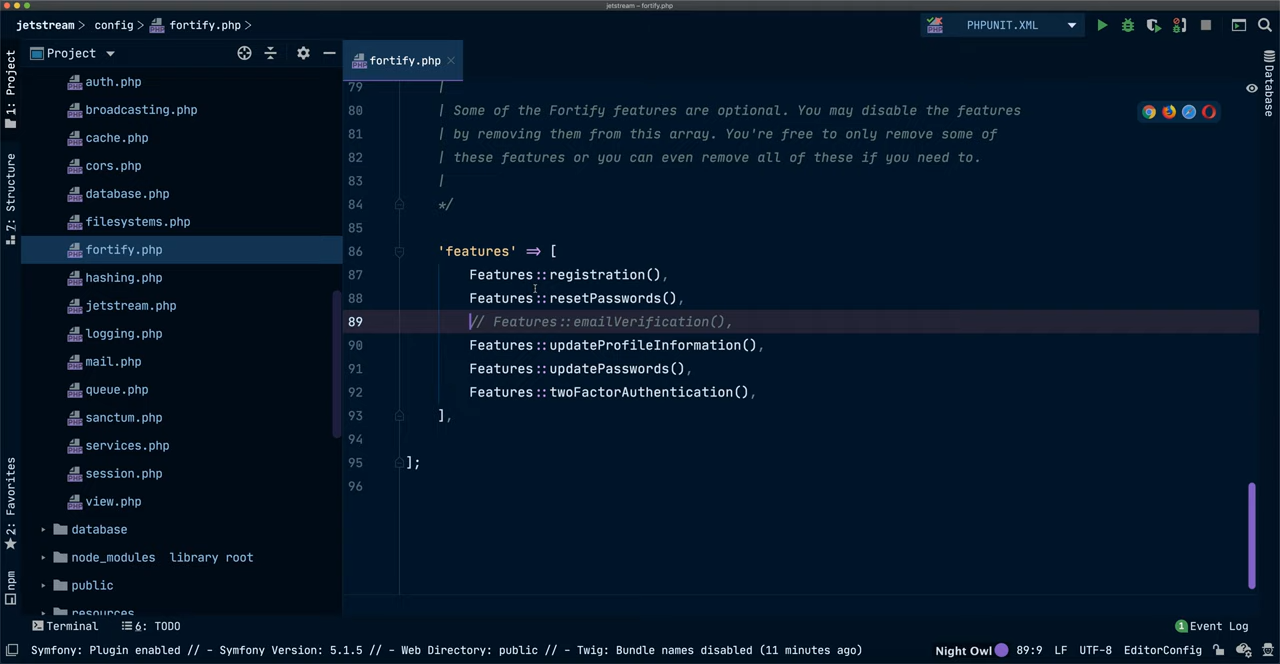 jetstream – fortify.php
jetstream > config > fortify.php >
PHPUNIT.XML
Project
fortify.php
1: Project
7: Structure
2: Favorites
npm
Database
auth.php
broadcasting.php
cache.php
cors.php
database.php
filesystems.php
fortify.php
hashing.php
jetstream.php
logging.php
mail.php
queue.php
sanctum.php
services.php
session.php
view.php
database
node_modules library root
public
resources
79 |
80 | Some of the Fortify features are optional. You may disable the features
81 | by removing them from this array. You're free to only remove some of
82 | these features or you can even remove all of these if you need to.
83 |
84 */
85
86 'features' => [
87 Features::registration(),
88 Features::resetPasswords(),
89 // Features::emailVerification(),
90 Features::updateProfileInformation(),
91 Features::updatePasswords(),
92 Features::twoFactorAuthentication(),
93 ],
94
95 ];
96
Terminal 6: TODO
1 Event Log
Symfony: Plugin enabled // - Symfony Version: 5.1.5 // - Web Directory: public // - Twig: Bundle names disabled (11 minutes ago)
Night Owl 89:9 LF UTF-8 EditorConfig